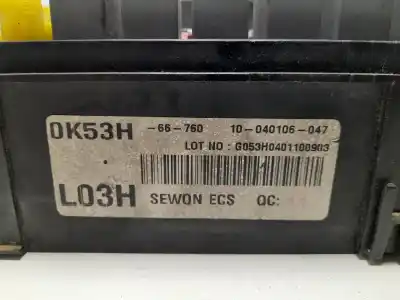 0K53H -66-760 10-040106-047
LOT NO : G053H0401100903
L03H SEWON ECS QC: